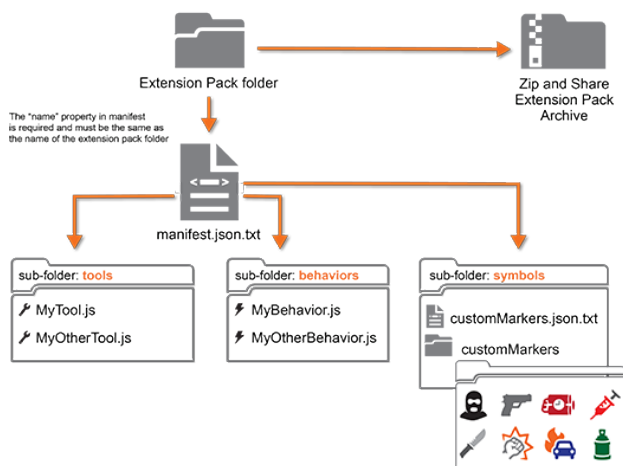 Extension Pack folder
Zip and Share
Extension Pack
Archive
The "name" property in manifest
is required and must be the same as
the name of the extension pack folder
manifest.json.txt
sub-folder: tools
MyTool.js
MyOtherTool.js
sub-folder: behaviors
MyBehavior.js
MyOtherBehavior.js
sub-folder: symbols
customMarkers.json.txt
customMarkers